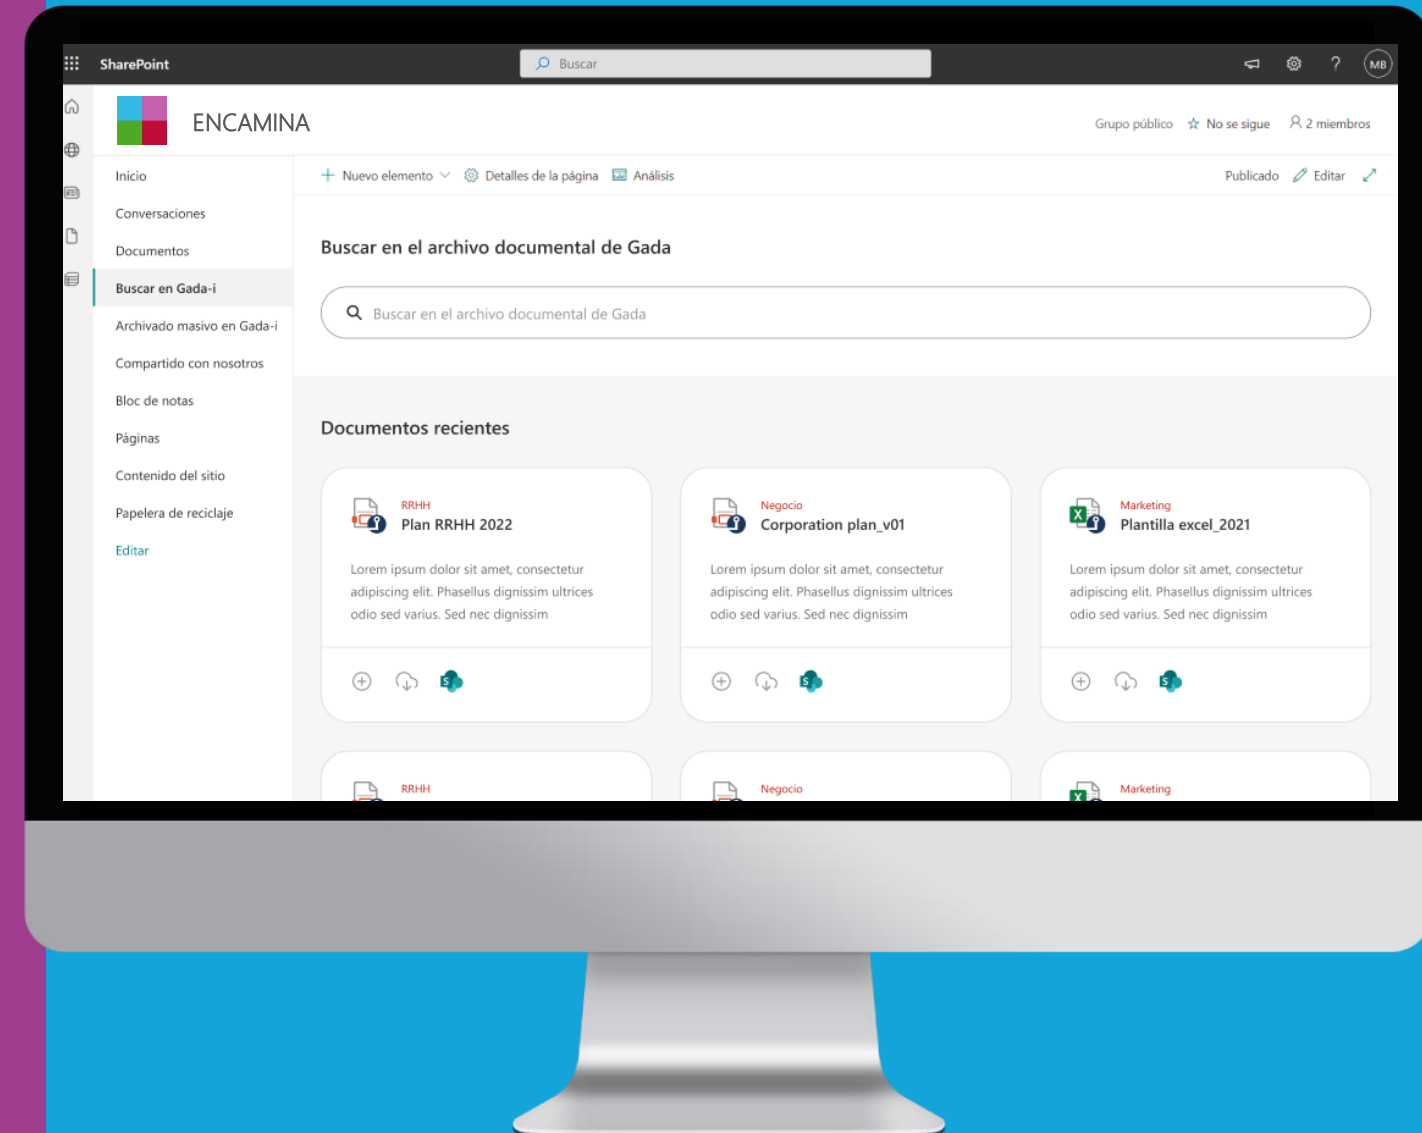 SharePoint
Buscar
MB
ENCAMINA
Grupo público No se sigue 2 miembros
Inicio
Conversaciones
Documentos
Buscar en Gada-i
Archivado masivo en Gada-i
Compartido con nosotros
Bloc de notas
Páginas
Contenido del sitio
Papelera de reciclaje
Editar
Nuevo elemento Detalles de la página Análisis
Publicado Editar
Buscar en el archivo documental de Gada
Buscar en el archivo documental de Gada
Documentos recientes
RRHH
Plan RRHH 2022
Lorem ipsum dolor sit amet, consectetur
adipiscing elit. Phasellus dignissim ultrices
odio sed varius. Sed nec dignissim
S
Negocio
Corporation plan_v01
Lorem ipsum dolor sit amet, consectetur
adipiscing elit. Phasellus dignissim ultrices
odio sed varius. Sed nec dignissim
S
X
Marketing
Plantilla excel_2021
Lorem ipsum dolor sit amet, consectetur
adipiscing elit. Phasellus dignissim ultrices
odio sed varius. Sed nec dignissim
S
RRHH
Negocio
X
Marketing